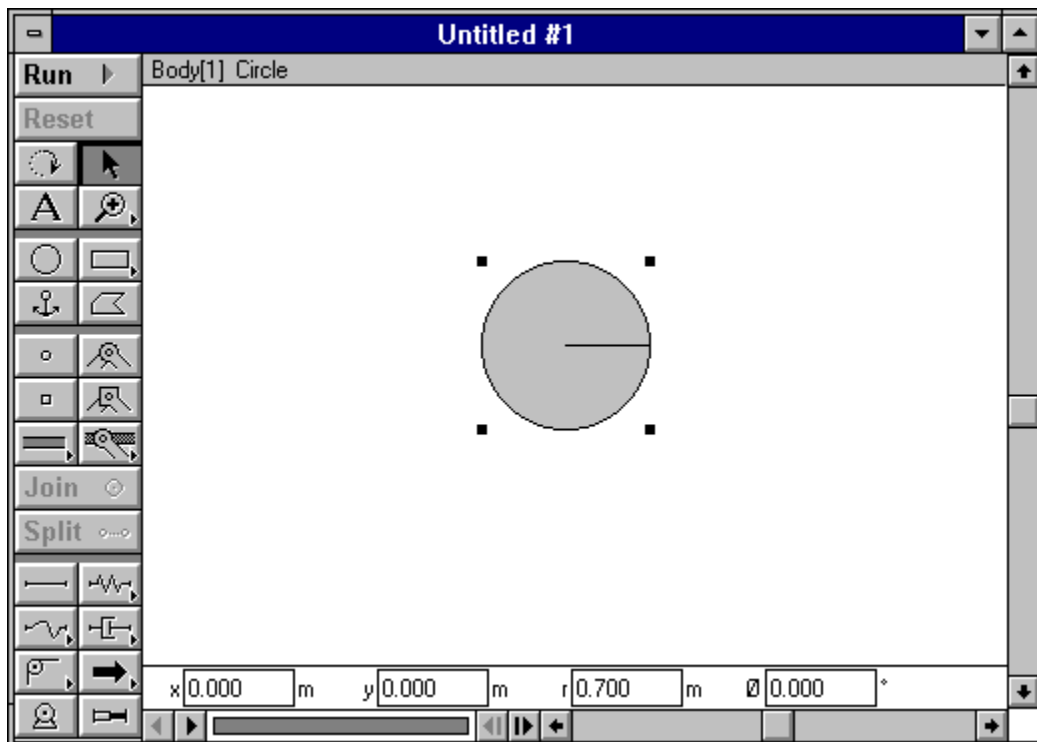 Untitled #1
Run
Body[1] Circle
Reset
A
Join
Split
x 0.000 m y 0.000 m r 0.700 m Ø 0.000 °